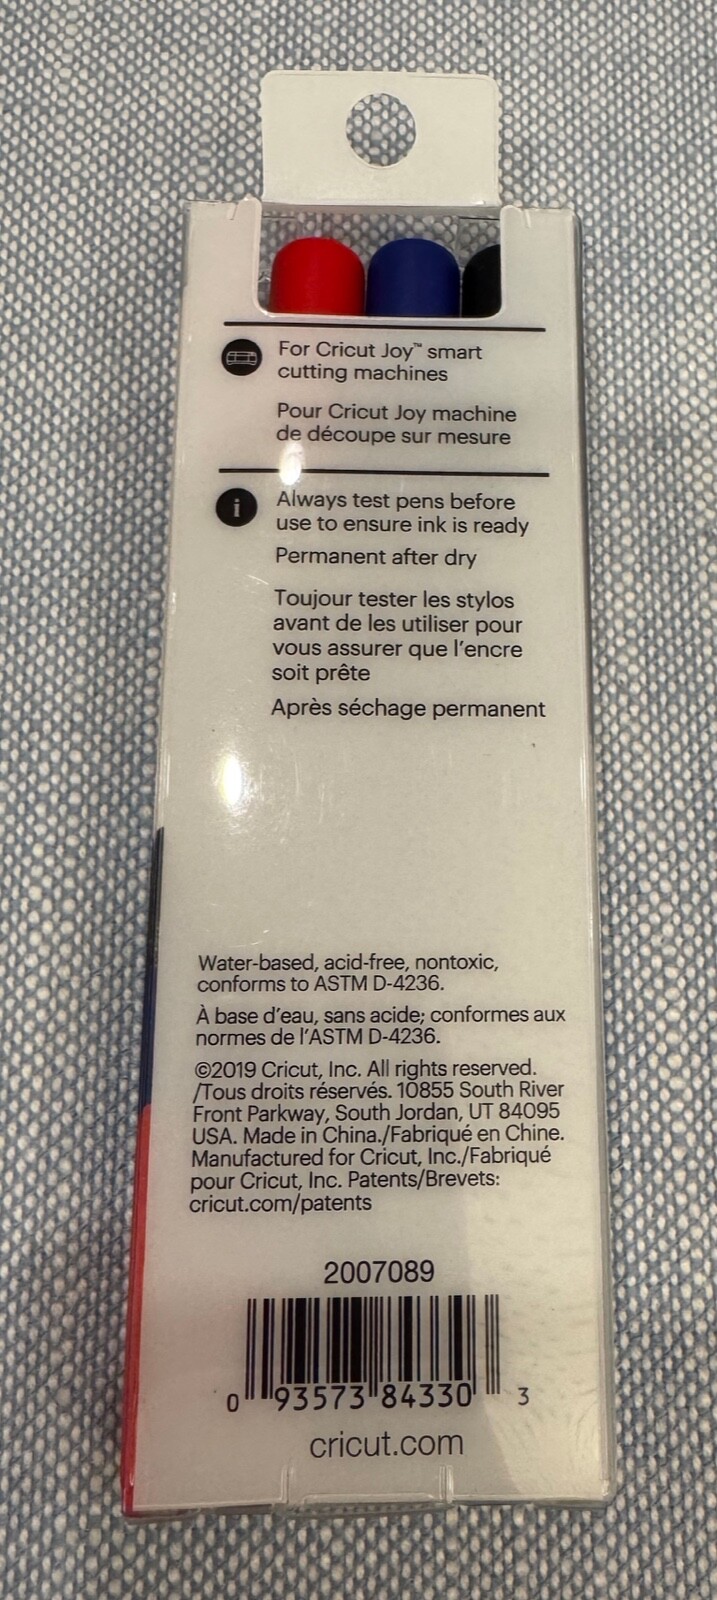 For Cricut Joy™ smart
cutting machines
Pour Cricut Joy machine
de découpe sur mesure
i
Always test pens before
use to ensure ink is ready
Permanent after dry
Toujour tester les stylos
avant de les utiliser pour
vous assurer que l'encre
soit prête
Après séchage permanent
Water-based, acid-free, nontoxic,
conforms to ASTM D-4236.
À base d'eau, sans acide; conformes aux
normes de l'ASTM D-4236.
©2019 Cricut, Inc. All rights reserved.
/Tous droits réservés. 10855 South River
Front Parkway, South Jordan, UT 84095
USA. Made in China./Fabriqué en Chine.
Manufactured for Cricut, Inc./Fabriqué
pour Cricut, Inc. Patents/Brevets:
cricut.com/patents
2007089
0 93573 84330 3
cricut.com